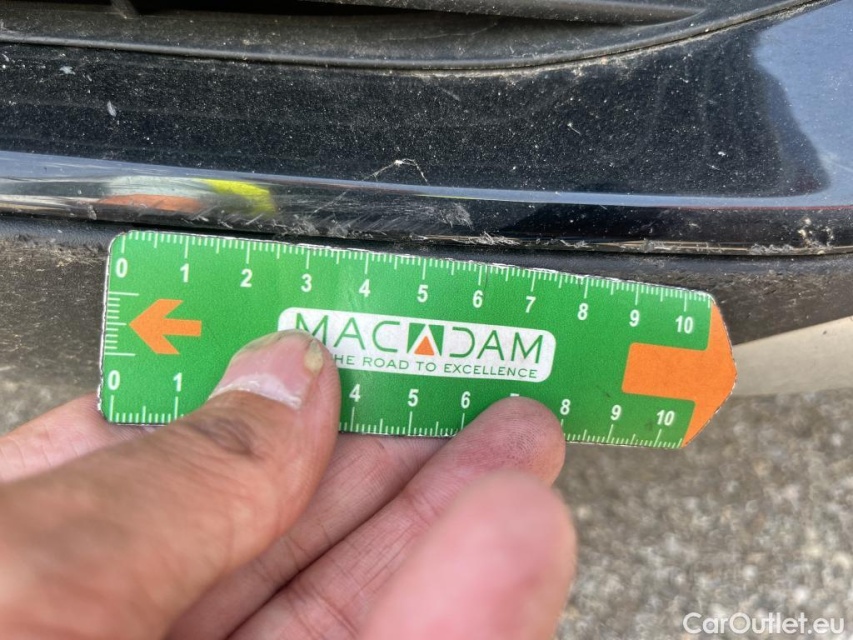 0 1 2 3 4 5 6 7 8 9 10
MACADAM
HE ROAD TO EXCELLENCE
0 1 4 5 6 8 9 10
CarOutlet.eu